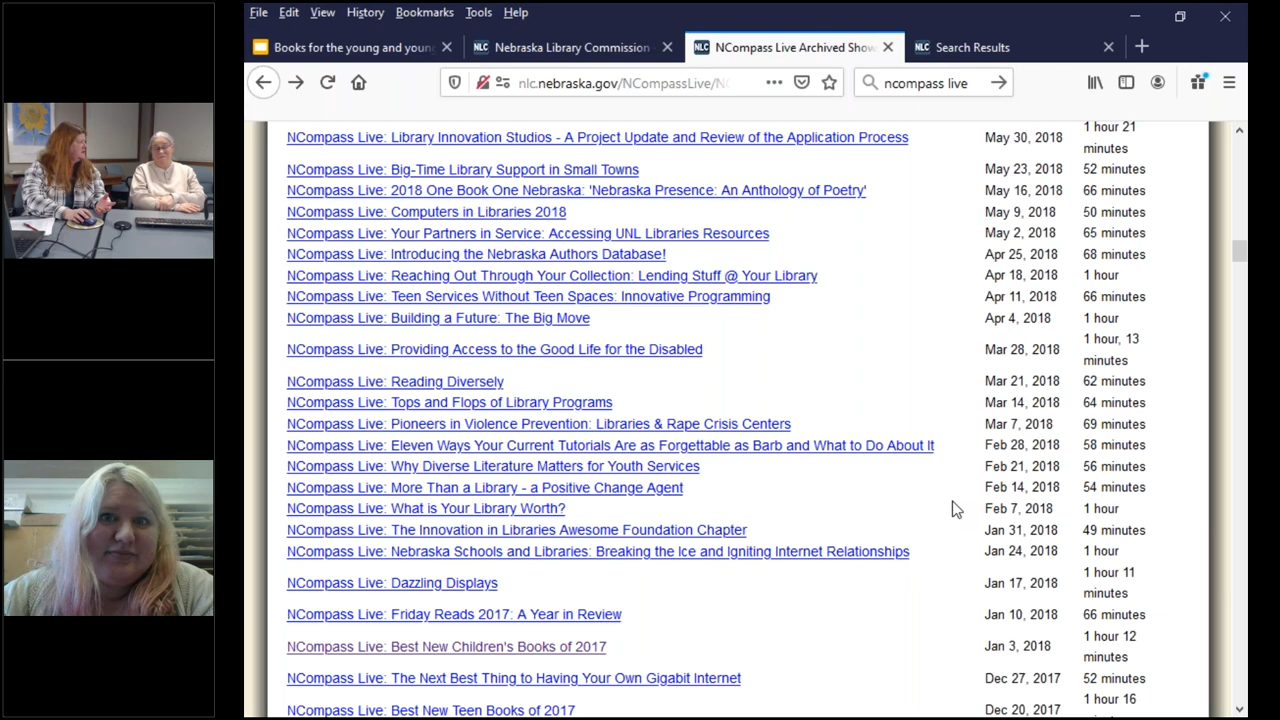 File Edit View History Bookmarks Tools Help
Books for the young and young
NLC Nebraska Library Commission -
NLC NCompass Live Archived Show
NLC Search Results
nlc.nebraska.gov/NCompassLive/
ncompass live
NCompass Live: Library Innovation Studios - A Project Update and Review of the Application Process May 30, 2018 1 hour 21 minutes
NCompass Live: Big-Time Library Support in Small Towns May 23, 2018 52 minutes
NCompass Live: 2018 One Book One Nebraska: 'Nebraska Presence: An Anthology of Poetry' May 16, 2018 66 minutes
NCompass Live: Computers in Libraries 2018 May 9, 2018 50 minutes
NCompass Live: Your Partners in Service: Accessing UNL Libraries Resources May 2, 2018 65 minutes
NCompass Live: Introducing the Nebraska Authors Database! Apr 25, 2018 68 minutes
NCompass Live: Reaching Out Through Your Collection: Lending Stuff @ Your Library Apr 18, 2018 1 hour
NCompass Live: Teen Services Without Teen Spaces: Innovative Programming Apr 11, 2018 66 minutes
NCompass Live: Building a Future: The Big Move Apr 4, 2018 1 hour
NCompass Live: Providing Access to the Good Life for the Disabled Mar 28, 2018 1 hour, 13 minutes
NCompass Live: Reading Diversely Mar 21, 2018 62 minutes
NCompass Live: Tops and Flops of Library Programs Mar 14, 2018 64 minutes
NCompass Live: Pioneers in Violence Prevention: Libraries & Rape Crisis Centers Mar 7, 2018 69 minutes
NCompass Live: Eleven Ways Your Current Tutorials Are as Forgettable as Barb and What to Do About It Feb 28, 2018 58 minutes
NCompass Live: Why Diverse Literature Matters for Youth Services Feb 21, 2018 56 minutes
NCompass Live: More Than a Library - a Positive Change Agent Feb 14, 2018 54 minutes
NCompass Live: What is Your Library Worth? Feb 7, 2018 1 hour
NCompass Live: The Innovation in Libraries Awesome Foundation Chapter Jan 31, 2018 49 minutes
NCompass Live: Nebraska Schools and Libraries: Breaking the Ice and Igniting Internet Relationships Jan 24, 2018 1 hour
NCompass Live: Dazzling Displays Jan 17, 2018 1 hour 11 minutes
NCompass Live: Friday Reads 2017: A Year in Review Jan 10, 2018 66 minutes
NCompass Live: Best New Children's Books of 2017 Jan 3, 2018 1 hour 12 minutes
NCompass Live: The Next Best Thing to Having Your Own Gigabit Internet Dec 27, 2017 52 minutes
NCompass Live: Best New Teen Books of 2017 Dec 20, 2017 1 hour 16